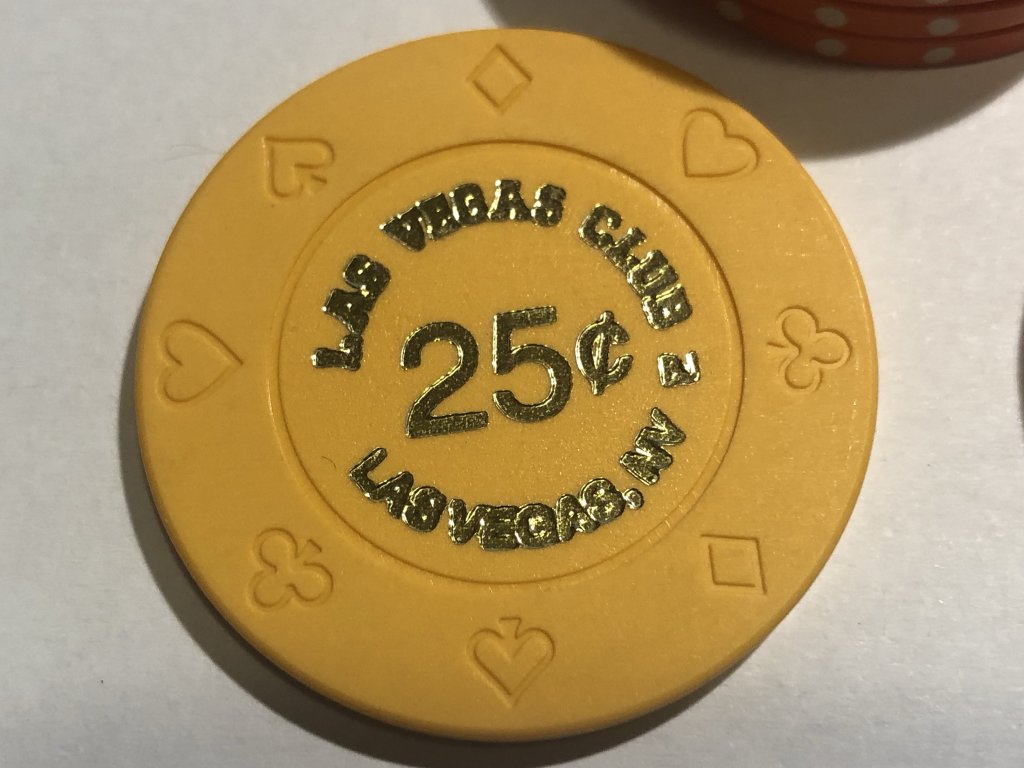 LAS VEGAS CLUB
25¢
LAS VEGAS, NV